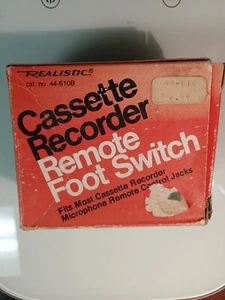 REALISTIC®
cat. no. 44-610B
Cassette
Recorder
Remote
Foot Switch
Fits Most Cassette Recorder
Microphone Remote Control Jacks